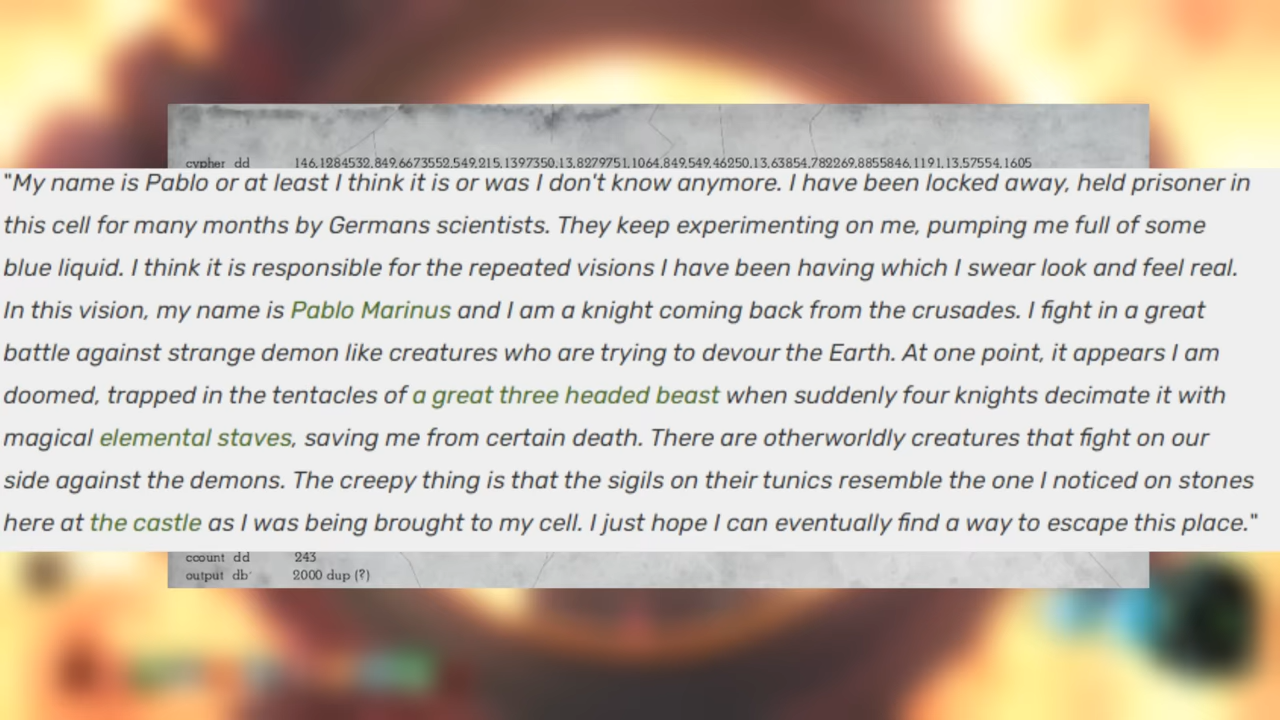 cypher dd 146,1284532,849,6673552,549,215,1397350,13,8279751,1064,849,549,46250,13,63854,782269,8855846,1191,13,57554,1605
"My name is Pablo or at least I think it is or was I don't know anymore. I have been locked away, held prisoner in
this cell for many months by Germans scientists. They keep experimenting on me, pumping me full of some
blue liquid. I think it is responsible for the repeated visions I have been having which I swear look and feel real.
In this vision, my name is Pablo Marinus and I am a knight coming back from the crusades. I fight in a great
battle against strange demon like creatures who are trying to devour the Earth. At one point, it appears I am
doomed, trapped in the tentacles of a great three headed beast when suddenly four knights decimate it with
magical elemental staves, saving me from certain death. There are otherworldly creatures that fight on our
side against the demons. The creepy thing is that the sigils on their tunics resemble the one I noticed on stones
here at the castle as I was being brought to my cell. I just hope I can eventually find a way to escape this place."
ccount dd 243
output db 2000 dup (?)